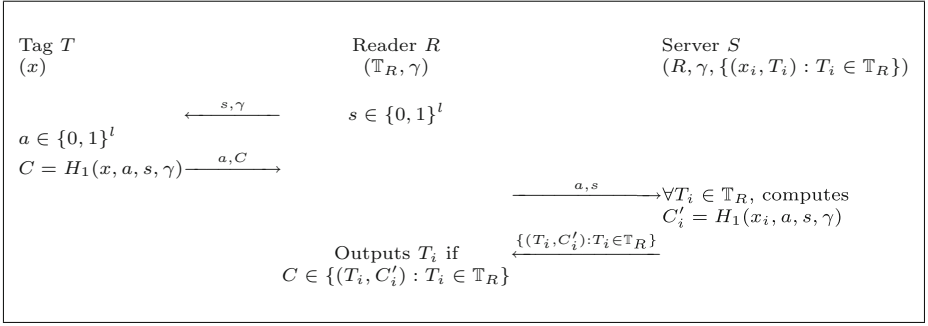 Tag T Reader R Server S
(x) (𝕋_R, γ) (R, γ, {(x_i, T_i) : T_i ∈ 𝕋_R})
s, γ s ∈ {0, 1}^l
a ∈ {0, 1}^l
C = H_1(x, a, s, γ) a, C
a, s ∀T_i ∈ 𝕋_R, computes
C'_i = H_1(x_i, a, s, γ)
Outputs T_i if {(T_i, C'_i):T_i∈𝕋_R}
C ∈ {(T_i, C'_i) : T_i ∈ 𝕋_R}